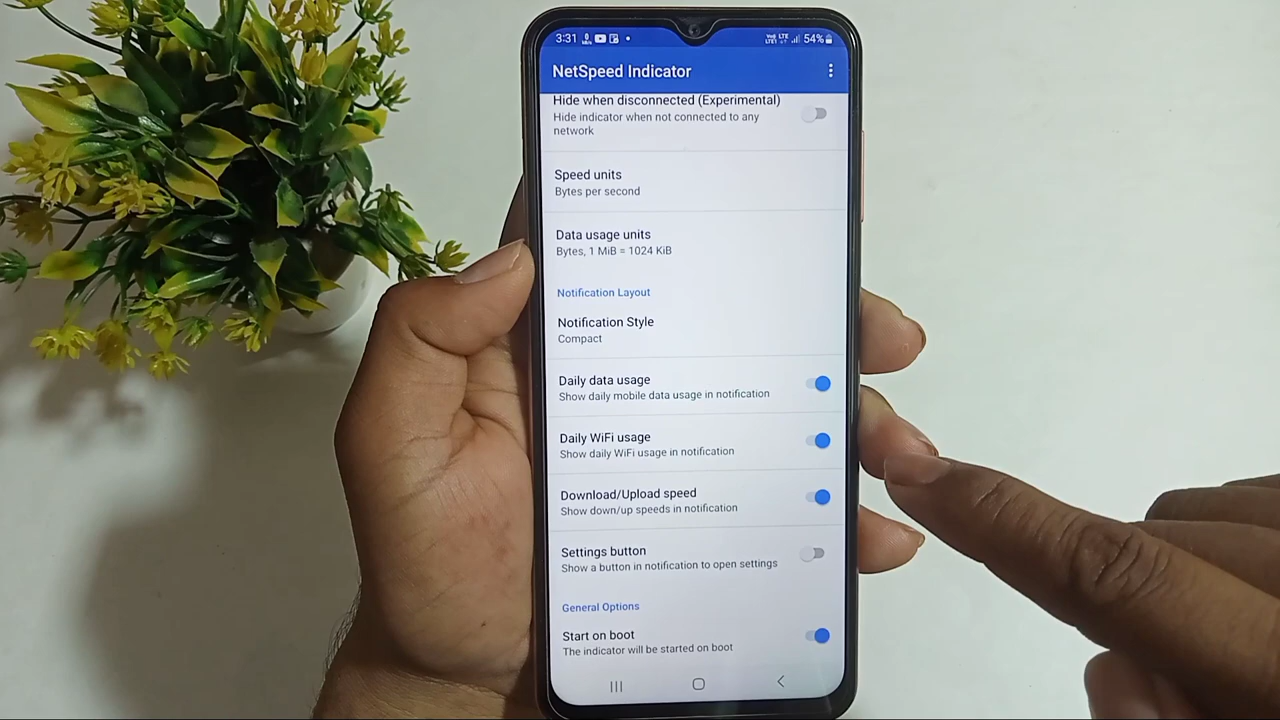 3:31
LTE 54%
NetSpeed Indicator
Hide when disconnected (Experimental)
Hide indicator when not connected to any
network
Speed units
Bytes per second
Data usage units
Bytes, 1 MiB = 1024 KiB
Notification Layout
Notification Style
Compact
Daily data usage
Show daily mobile data usage in notification
Daily WiFi usage
Show daily WiFi usage in notification
Download/Upload speed
Show down/up speeds in notification
Settings button
Show a button in notification to open settings
General Options
Start on boot
The indicator will be started on boot